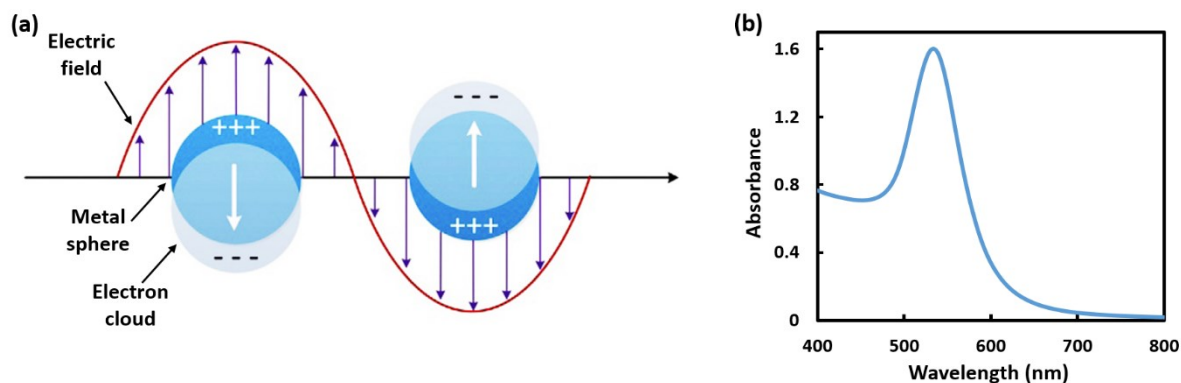 (a)
Electric
field
+++
- - -
Metal
sphere
- - -
+++
Electron
cloud
(b)
Absorbance
1.6
1.2
0.8
0.4
0
400
500
600
700
800
Wavelength (nm)